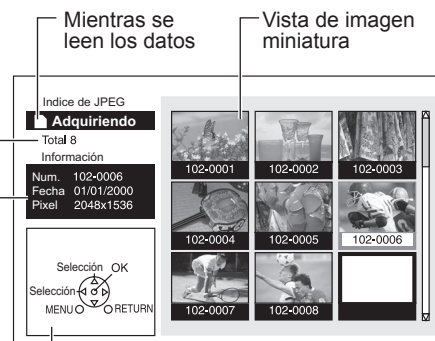 Mientras se
leen los datos
Vista de imagen
miniatura
Indice de JPEG
Adquiriendo
Total 8
Información
Num. 102-0006
Fecha 01/01/2000
Pixel 2048x1536
Selección OK
Selección
MENU RETURN
102-0001 102-0002 102-0003
102-0004 102-0005 102-0006
102-0007 102-0008